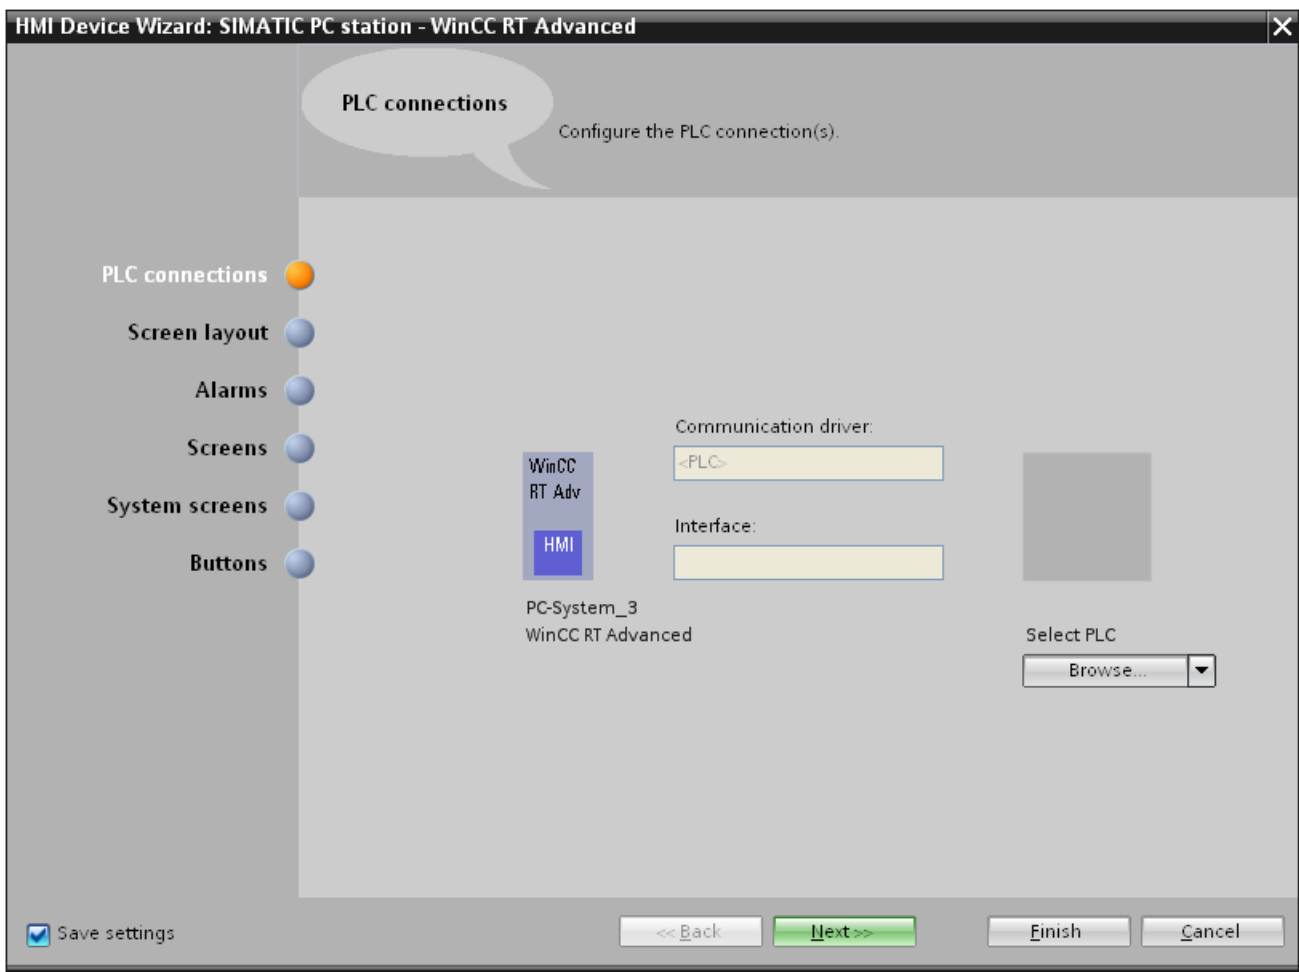 HMI Device Wizard: SIMATIC PC station - WinCC RT Advanced
PLC connections
Configure the PLC connection(s).
PLC connections
Screen layout
Alarms
Screens
System screens
Buttons
Communication driver:
<PLC>
Interface:
WinCC
RT Adv
HMI
PC-System_3
WinCC RT Advanced
Select PLC
Browse...
Save settings
<< Back
Next >>
Finish
Cancel